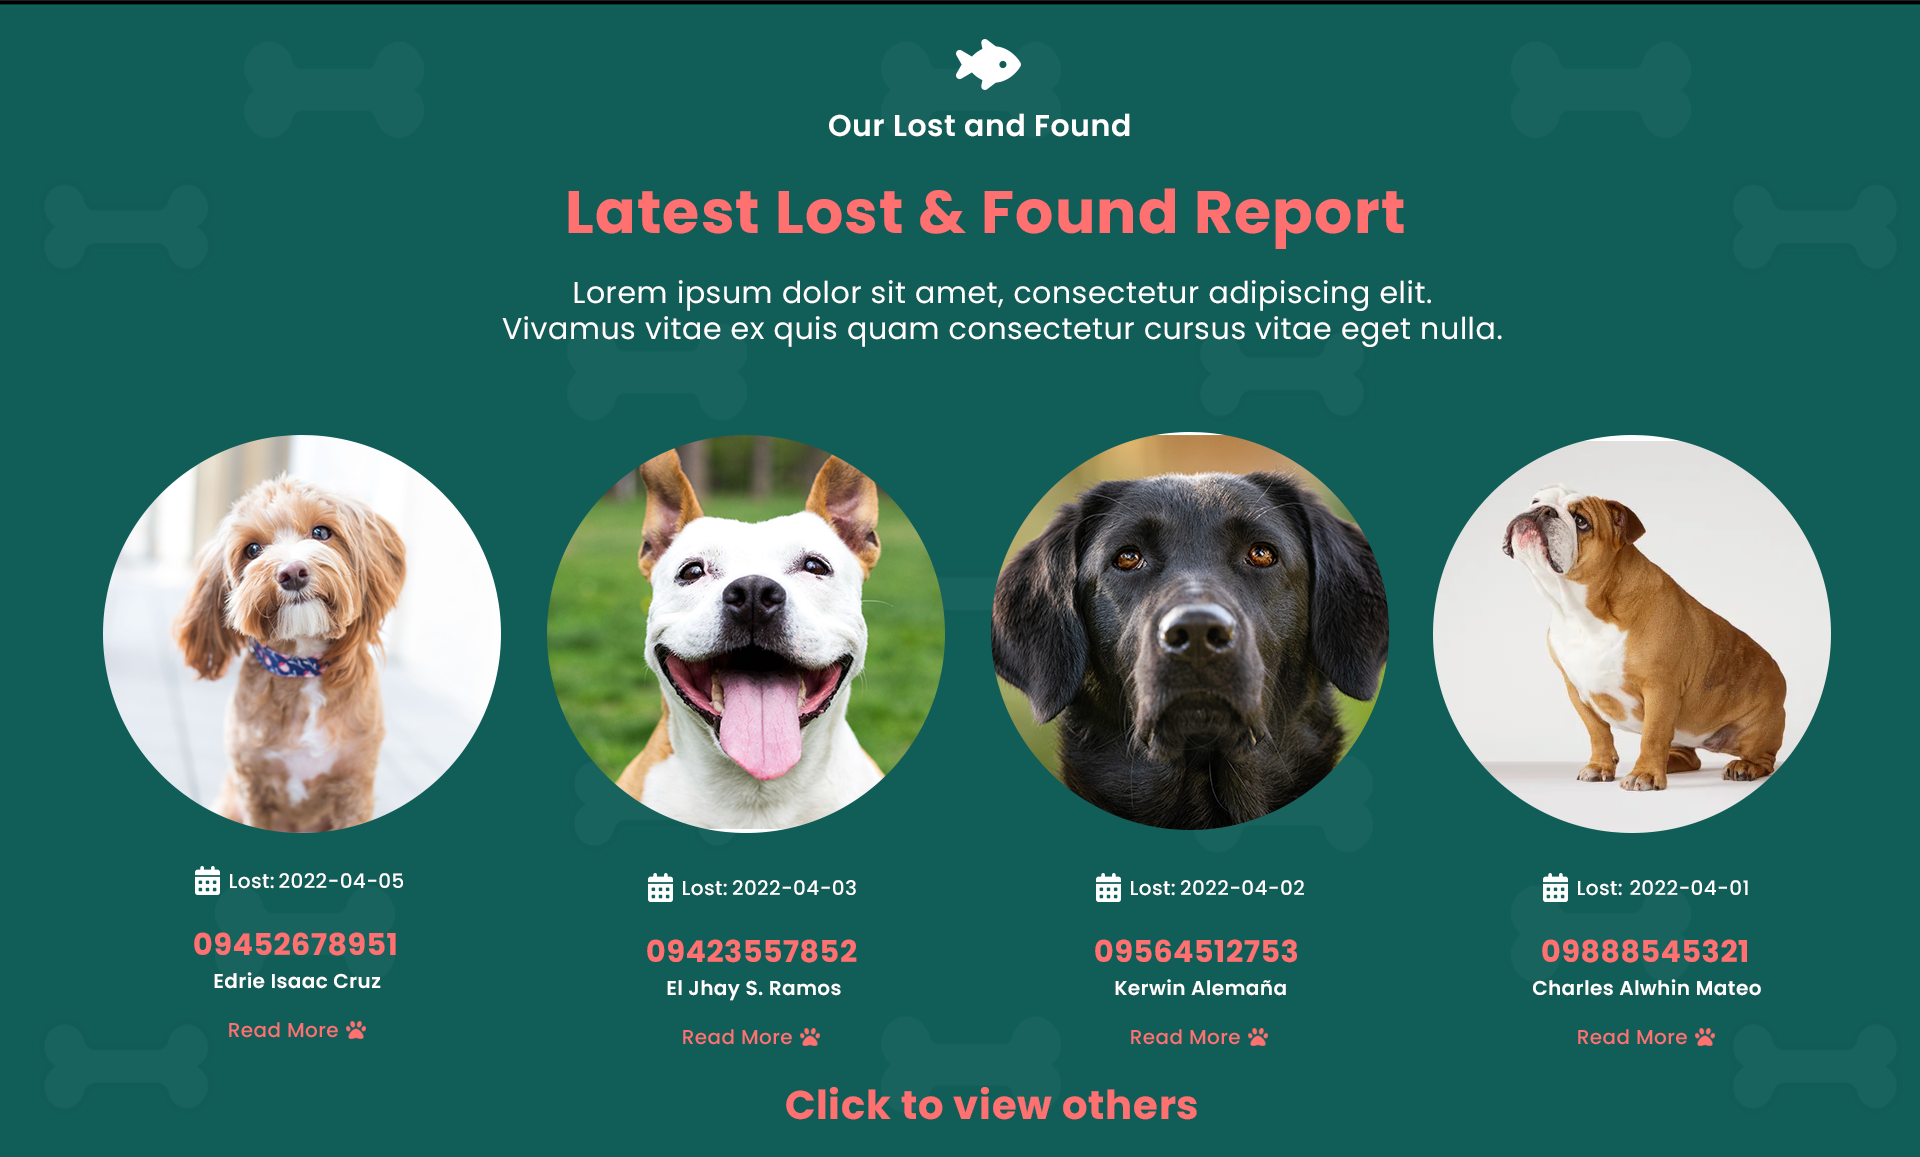 Our Lost and Found
Latest Lost & Found Report
Lorem ipsum dolor sit amet, consectetur adipiscing elit.
Vivamus vitae ex quis quam consectetur cursus vitae eget nulla.
Lost: 2022-04-05
09452678951
Edrie Isaac Cruz
Read More
Lost: 2022-04-03
09423557852
El Jhay S. Ramos
Read More
Lost: 2022-04-02
09564512753
Kerwin Alemaña
Read More
Lost: 2022-04-01
09888545321
Charles Alwhin Mateo
Read More
Click to view others